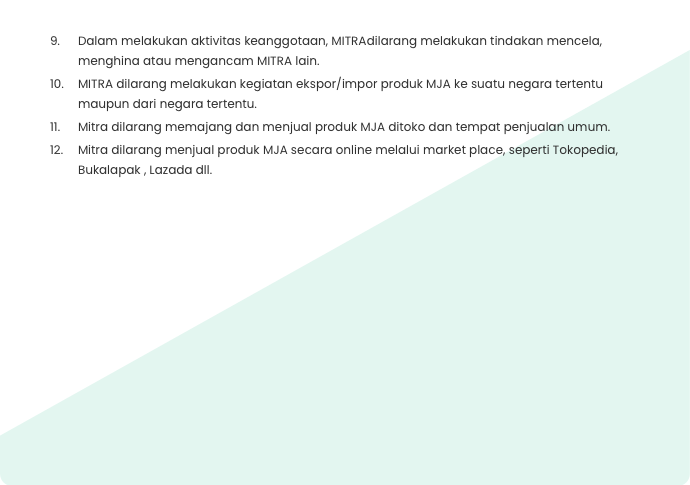 9. Dalam melakukan aktivitas keanggotaan, MITRAdilarang melakukan tindakan mencela,
menghina atau mengancam MITRA lain.
10. MITRA dilarang melakukan kegiatan ekspor/impor produk MJA ke suatu negara tertentu
maupun dari negara tertentu.
11. Mitra dilarang memajang dan menjual produk MJA ditoko dan tempat penjualan umum.
12. Mitra dilarang menjual produk MJA secara online melalui market place, seperti Tokopedia,
Bukalapak , Lazada dll.